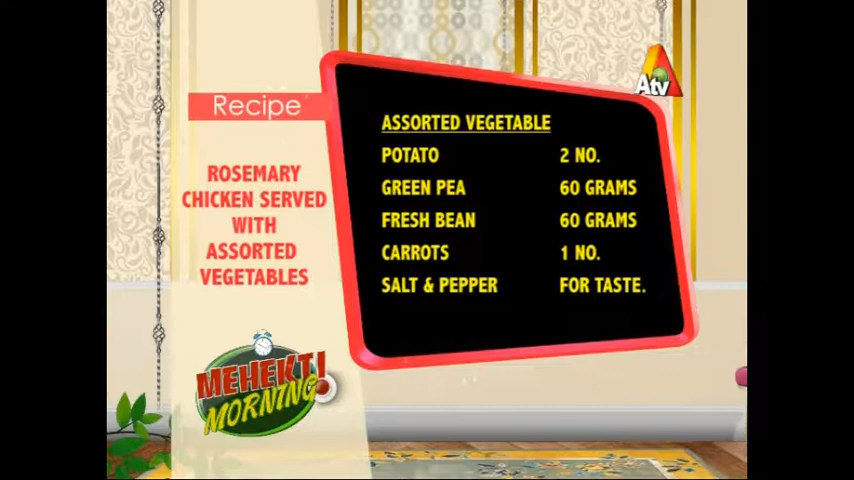 Atv
Recipe
ROSEMARY
CHICKEN SERVED
WITH
ASSORTED
VEGETABLES
ASSORTED VEGETABLE
POTATO 2 NO.
GREEN PEA 60 GRAMS
FRESH BEAN 60 GRAMS
CARROTS 1 NO.
SALT & PEPPER FOR TASTE.
MEHEKTI
MORNING